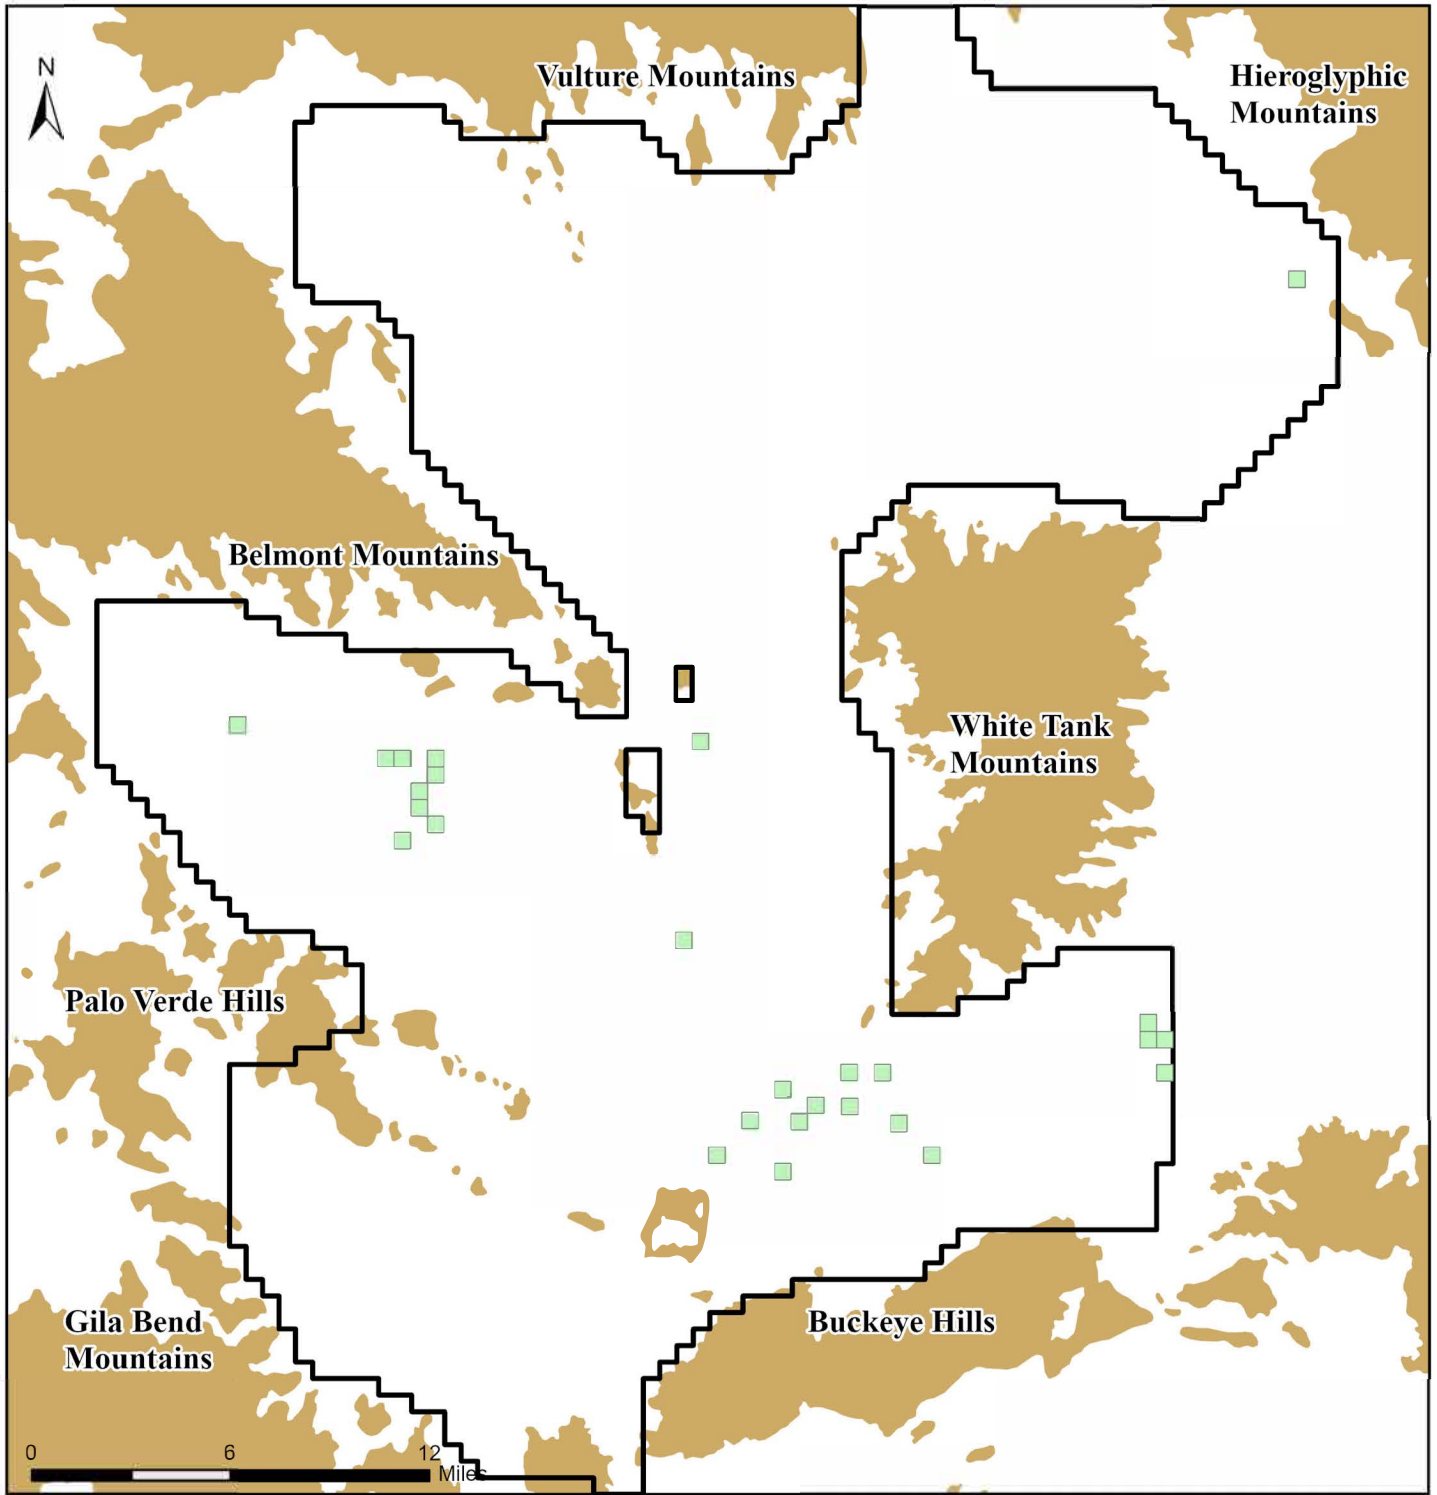 N
Vulture Mountains
Hieroglyphic
Mountains
Belmont Mountains
White Tank
Mountains
Palo Verde Hills
Gila Bend
Mountains
Buckeye Hills
0 6 12
Miles